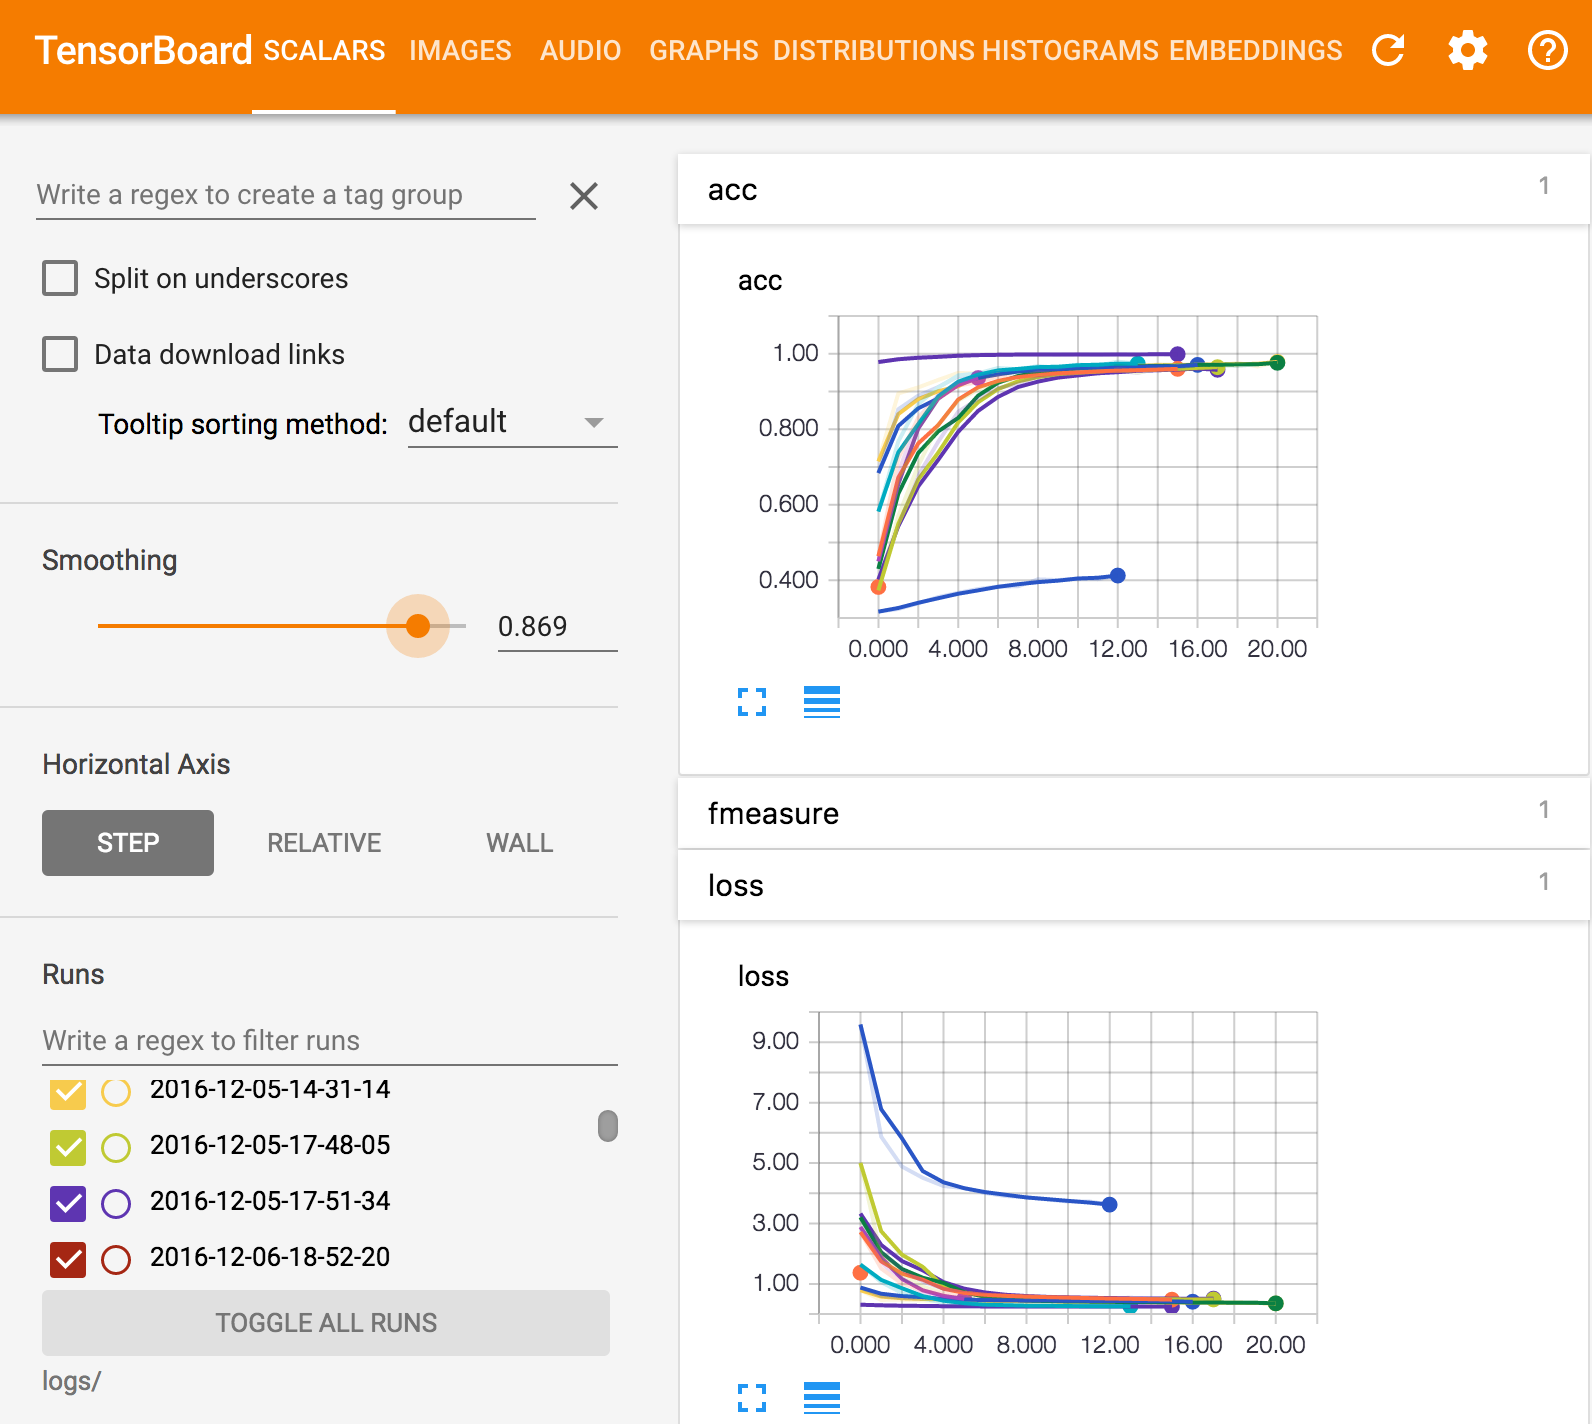 TensorBoard SCALARS IMAGES AUDIO GRAPHS DISTRIBUTIONS HISTOGRAMS EMBEDDINGS
Write a regex to create a tag group
Split on underscores
Data download links
Tooltip sorting method: default
Smoothing
0.869
Horizontal Axis
STEP RELATIVE WALL
Runs
Write a regex to filter runs
2016-12-05-14-31-14
2016-12-05-17-48-05
2016-12-05-17-51-34
2016-12-06-18-52-20
TOGGLE ALL RUNS
logs/
acc 1
acc
1.00
0.800
0.600
0.400
0.000 4.000 8.000 12.00 16.00 20.00
fmeasure 1
loss 1
loss
9.00
7.00
5.00
3.00
1.00
0.000 4.000 8.000 12.00 16.00 20.00